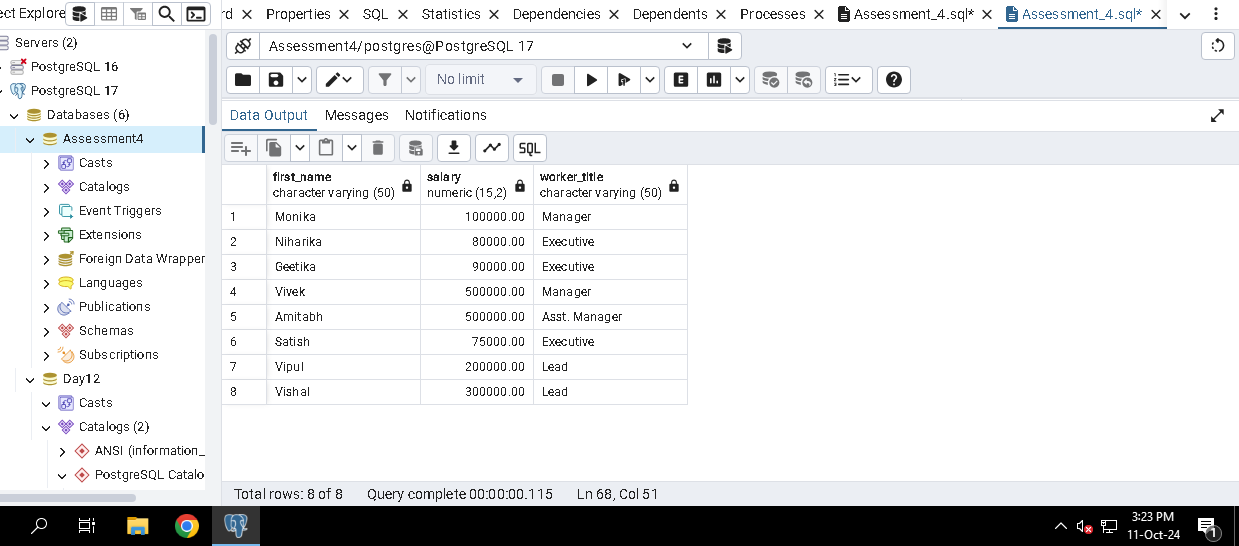 ect Explore
rd Properties SQL Statistics Dependencies Dependents Processes Assessment_4.sql* Assessment_4.sql*
Servers (2)
PostgreSQL 16
PostgreSQL 17
Databases (6)
Assessment4
Casts
Catalogs
Event Triggers
Extensions
Foreign Data Wrapper
Languages
Publications
Schemas
Subscriptions
Day12
Casts
Catalogs (2)
ANSI (information_
PostgreSQL Catalo
Assessment4/postgres@PostgreSQL 17
No limit
E
Data Output Messages Notifications
SQL
first_name salary worker_title
character varying (50) numeric (15,2) character varying (50)
1 Monika 100000.00 Manager
2 Niharika 80000.00 Executive
3 Geetika 90000.00 Executive
4 Vivek 500000.00 Manager
5 Amitabh 500000.00 Asst. Manager
6 Satish 75000.00 Executive
7 Vipul 200000.00 Lead
8 Vishal 300000.00 Lead
Total rows: 8 of 8 Query complete 00:00:00.115 Ln 68, Col 51
3:23 PM
11-Oct-24
1